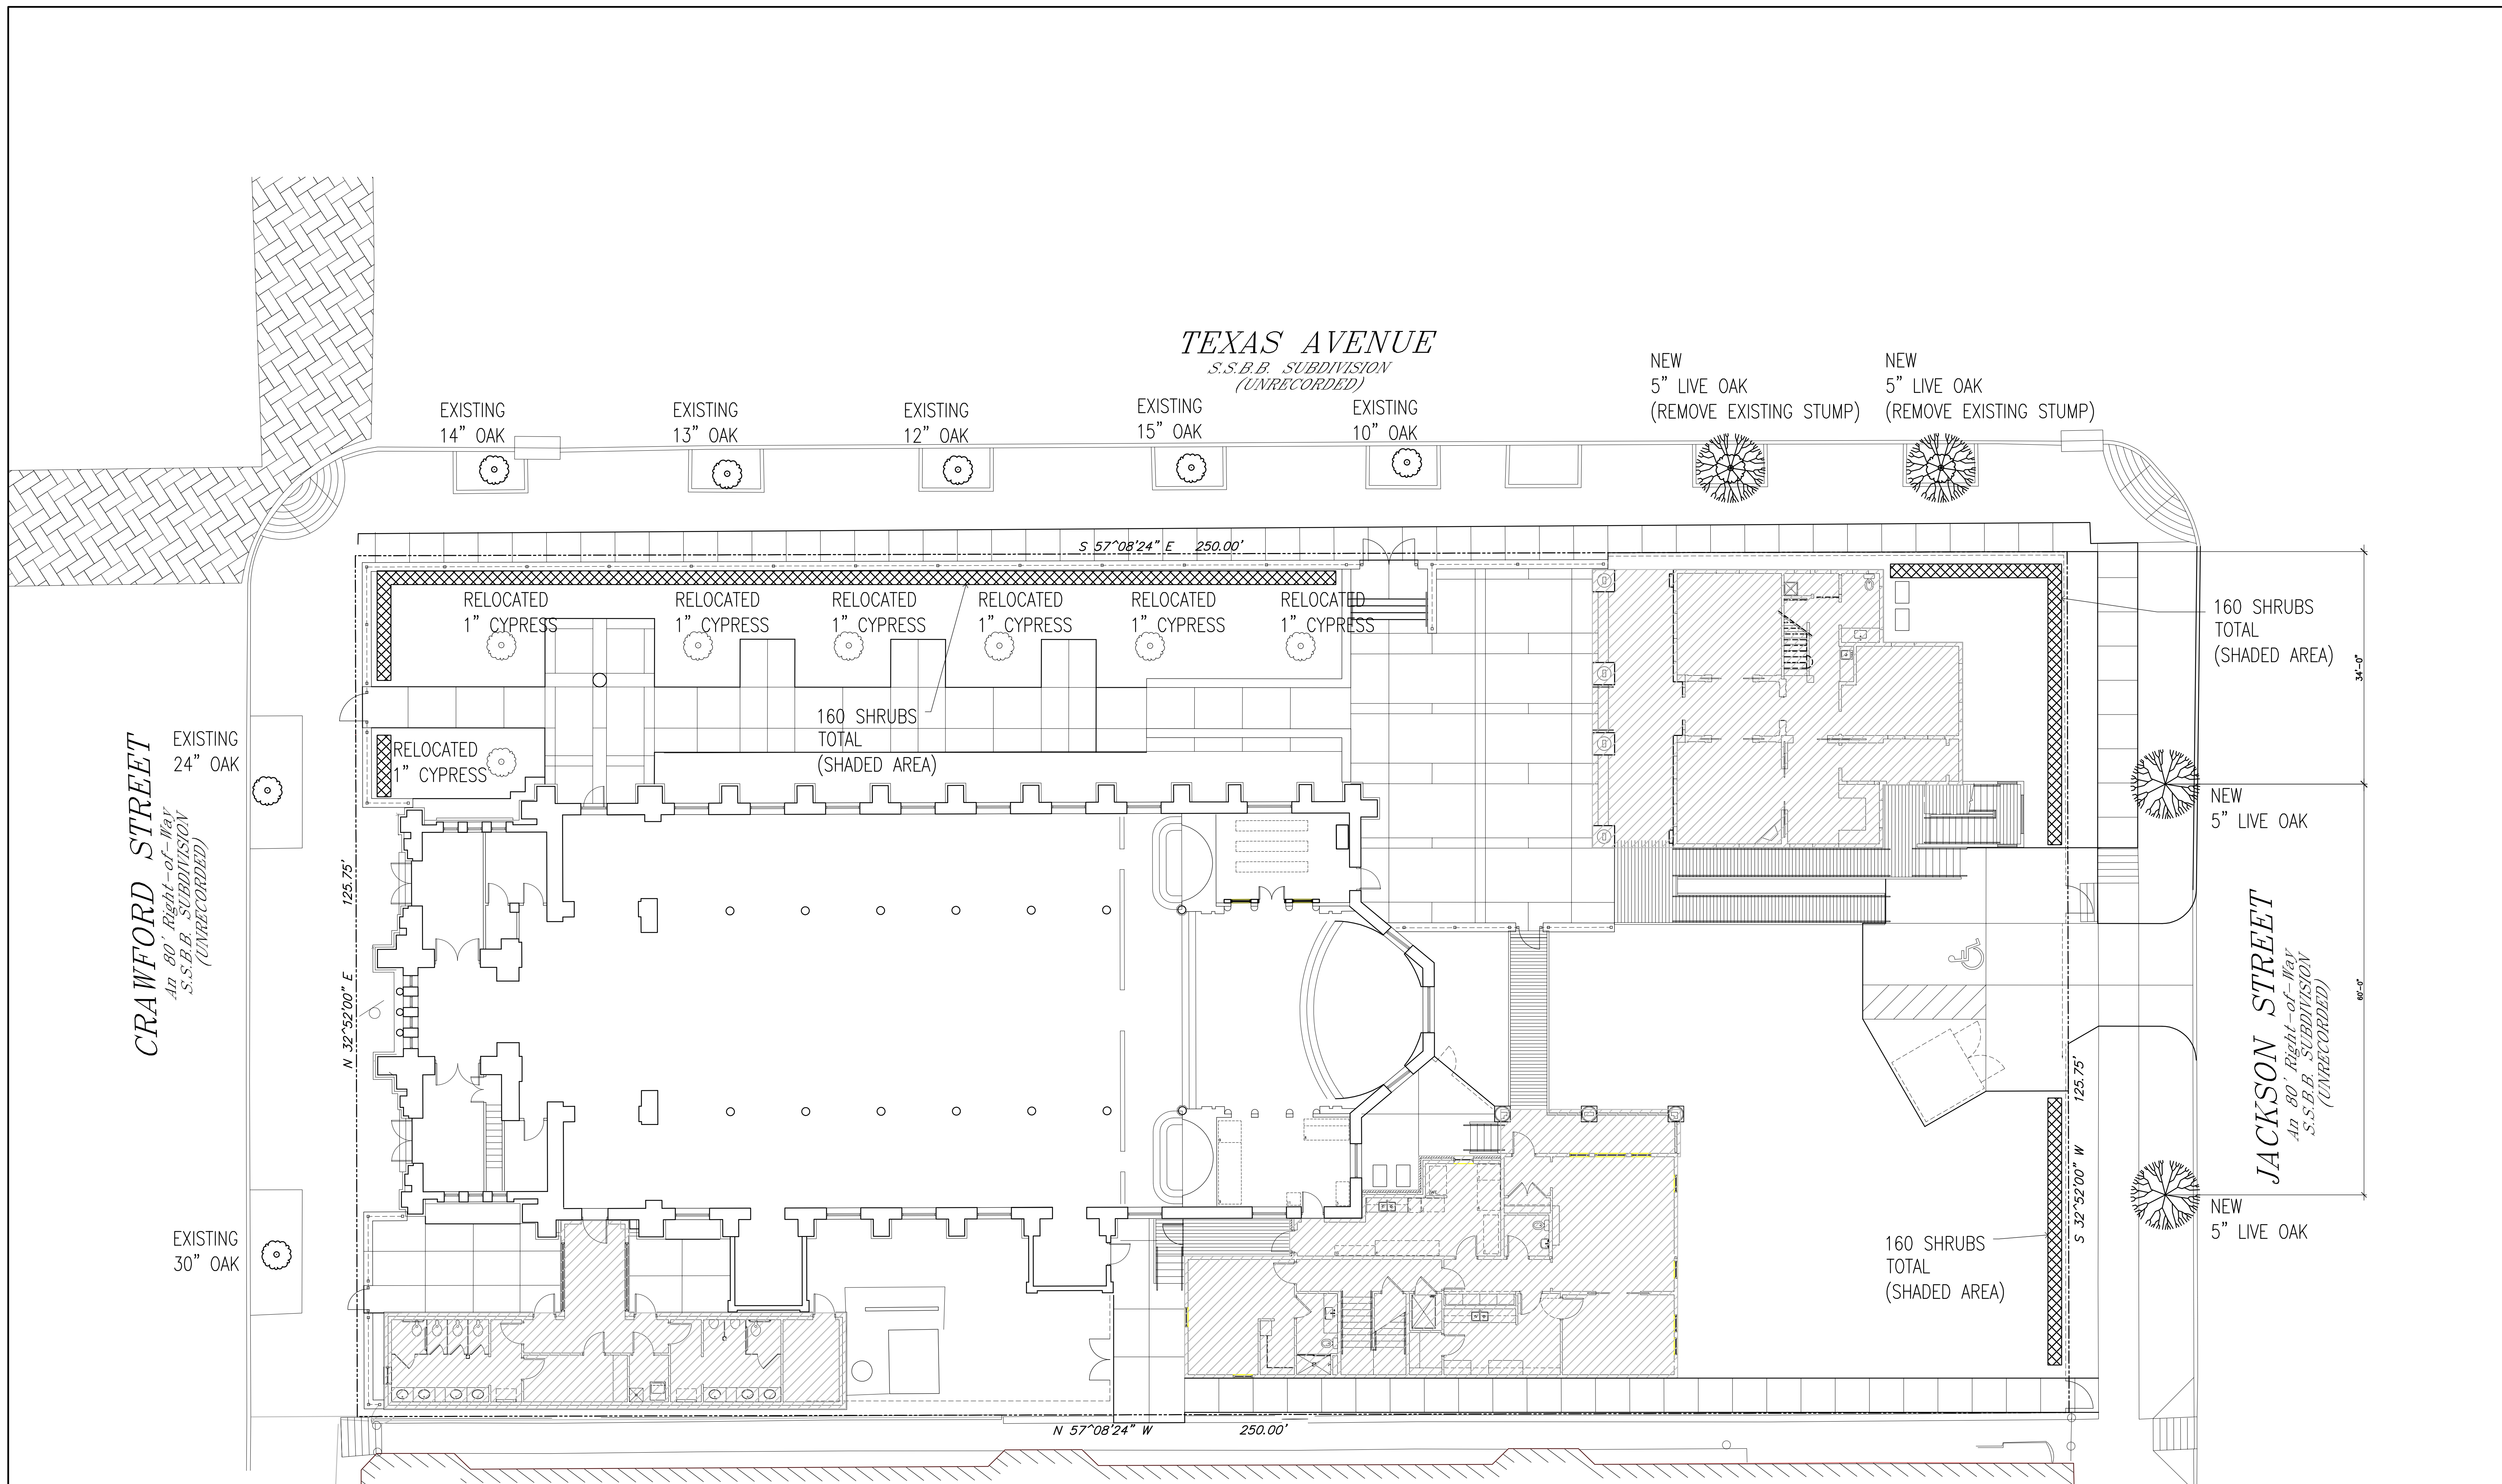 TEXAS AVENUE
S.S.B.B. SUBDIVISION
(UNRECORDED)
NEW
5" LIVE OAK
(REMOVE EXISTING STUMP)
NEW
5" LIVE OAK
(REMOVE EXISTING STUMP)
EXISTING
14" OAK
EXISTING
13" OAK
EXISTING
12" OAK
EXISTING
15" OAK
EXISTING
10" OAK
S 57^08'24" E 250.00'
RELOCATED
1" CYPRESS
RELOCATED
1" CYPRESS
RELOCATED
1" CYPRESS
RELOCATED
1" CYPRESS
RELOCATED
1" CYPRESS
RELOCATED
1" CYPRESS
160 SHRUBS
TOTAL
(SHADED AREA)
34'-0"
160 SHRUBS
TOTAL
(SHADED AREA)
EXISTING
24" OAK
RELOCATED
1" CYPRESS
NEW
5" LIVE OAK
CRAWFORD STREET
An 80' Right-of-Way
S.S.B.B. SUBDIVISION
(UNRECORDED)
N 32^52'00" E 125.75'
60'-0"
JACKSON STREET
An 80' Right-of-Way
S.S.B.B. SUBDIVISION
(UNRECORDED)
S 32^52'00" W 125.75'
NEW
5" LIVE OAK
EXISTING
30" OAK
160 SHRUBS
TOTAL
(SHADED AREA)
N 57^08'24" W 250.00'